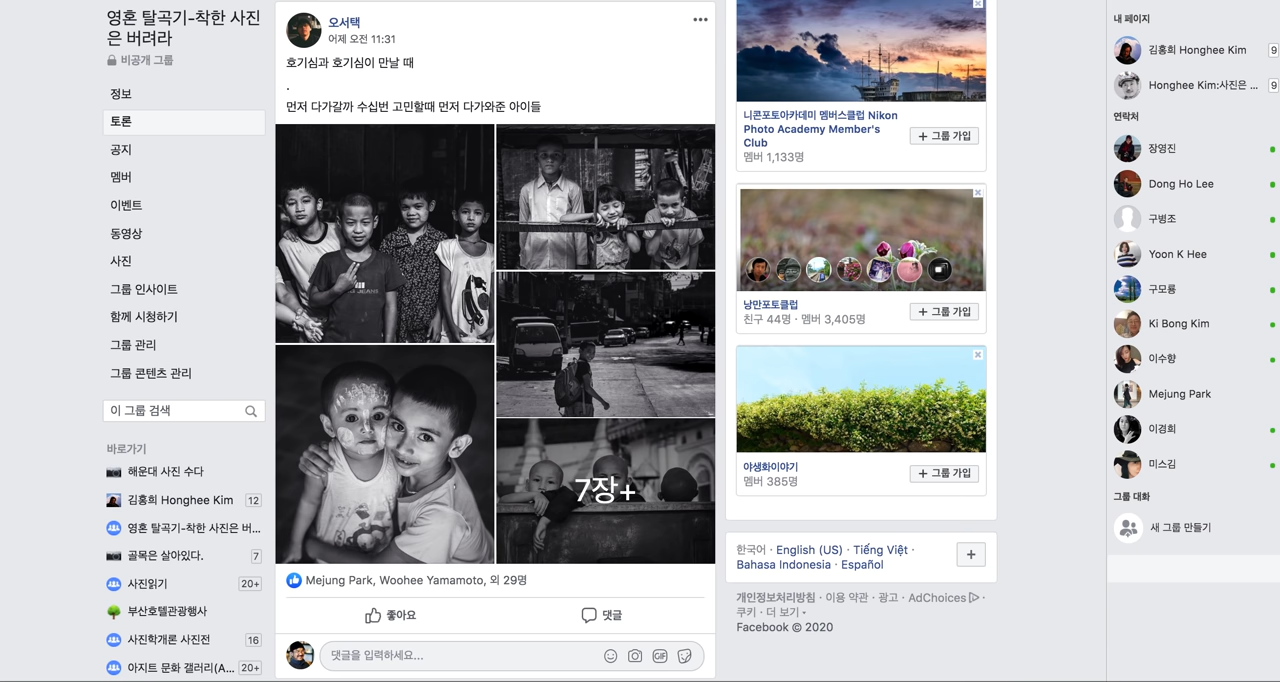 영혼 탈곡기-착한 사진
은 버려라
비공개 그룹
정보
토론
공지
멤버
이벤트
동영상
사진
그룹 인사이트
함께 시청하기
그룹 관리
그룹 콘텐츠 관리
이 그룹 검색
바로가기
해운대 사진 수다
김홍희 Honghee Kim 12
영혼 탈곡기-착한 사진은 버...
골목은 살아있다. 7
사진읽기 20+
부산호텔관광행사
사진학개론 사진전 16
아지트 문화 갤러리(A... 20+
오서택
어제 오전 11:31
호기심과 호기심이 만날 때
.
먼저 다가갈까 수십번 고민할때 먼저 다가와준 아이들
JEANS
7장+
Mejung Park, Woohee Yamamoto, 외 29명
좋아요 댓글
댓글을 입력하세요...
GIF
니콘포토아카데미 멤버스클럽 Nikon
Photo Academy Member's
Club
멤버 1,133명
+ 그룹 가입
낭만포토클럽
친구 44명 · 멤버 3,405명
+ 그룹 가입
야생화이야기
멤버 385명
+ 그룹 가입
한국어 · English (US) · Tiếng Việt ·
Bahasa Indonesia · Español
+
개인정보처리방침 · 이용 약관 · 광고 · AdChoices ·
쿠키 · 더 보기
Facebook © 2020
내 페이지
김홍희 Honghee Kim 9
Honghee Kim:사진은 ... 9
연락처
장영진
Dong Ho Lee
구병조
Yoon K Hee
구모룡
Ki Bong Kim
이수향
Mejung Park
이경희
미스김
그룹 대화
새 그룹 만들기